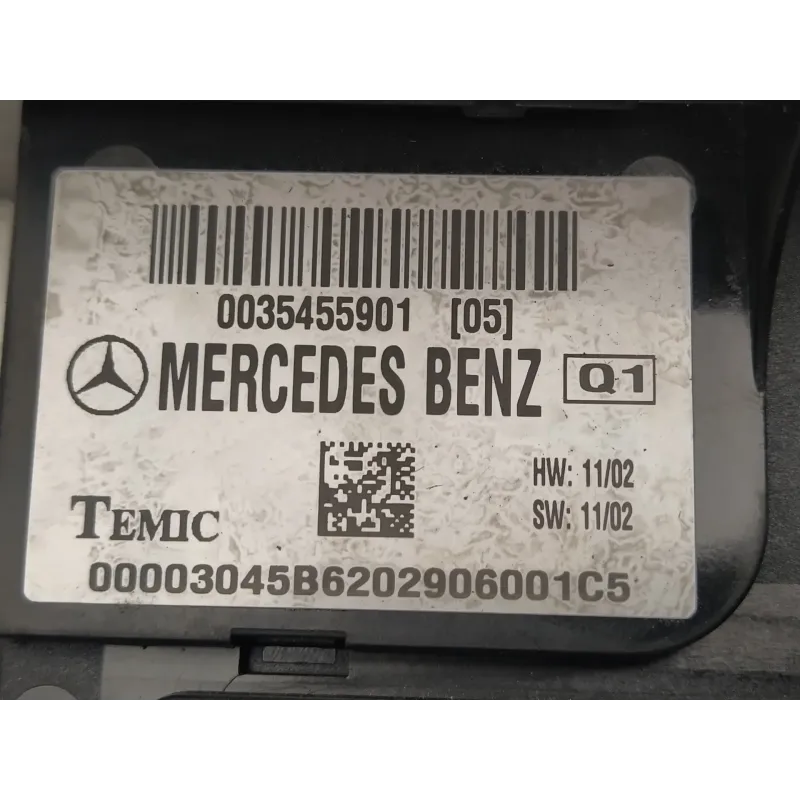 0035455901 [05]
MERCEDES BENZ Q1
HW: 11/02
SW: 11/02
TEMIC
00003045B6202906001C5